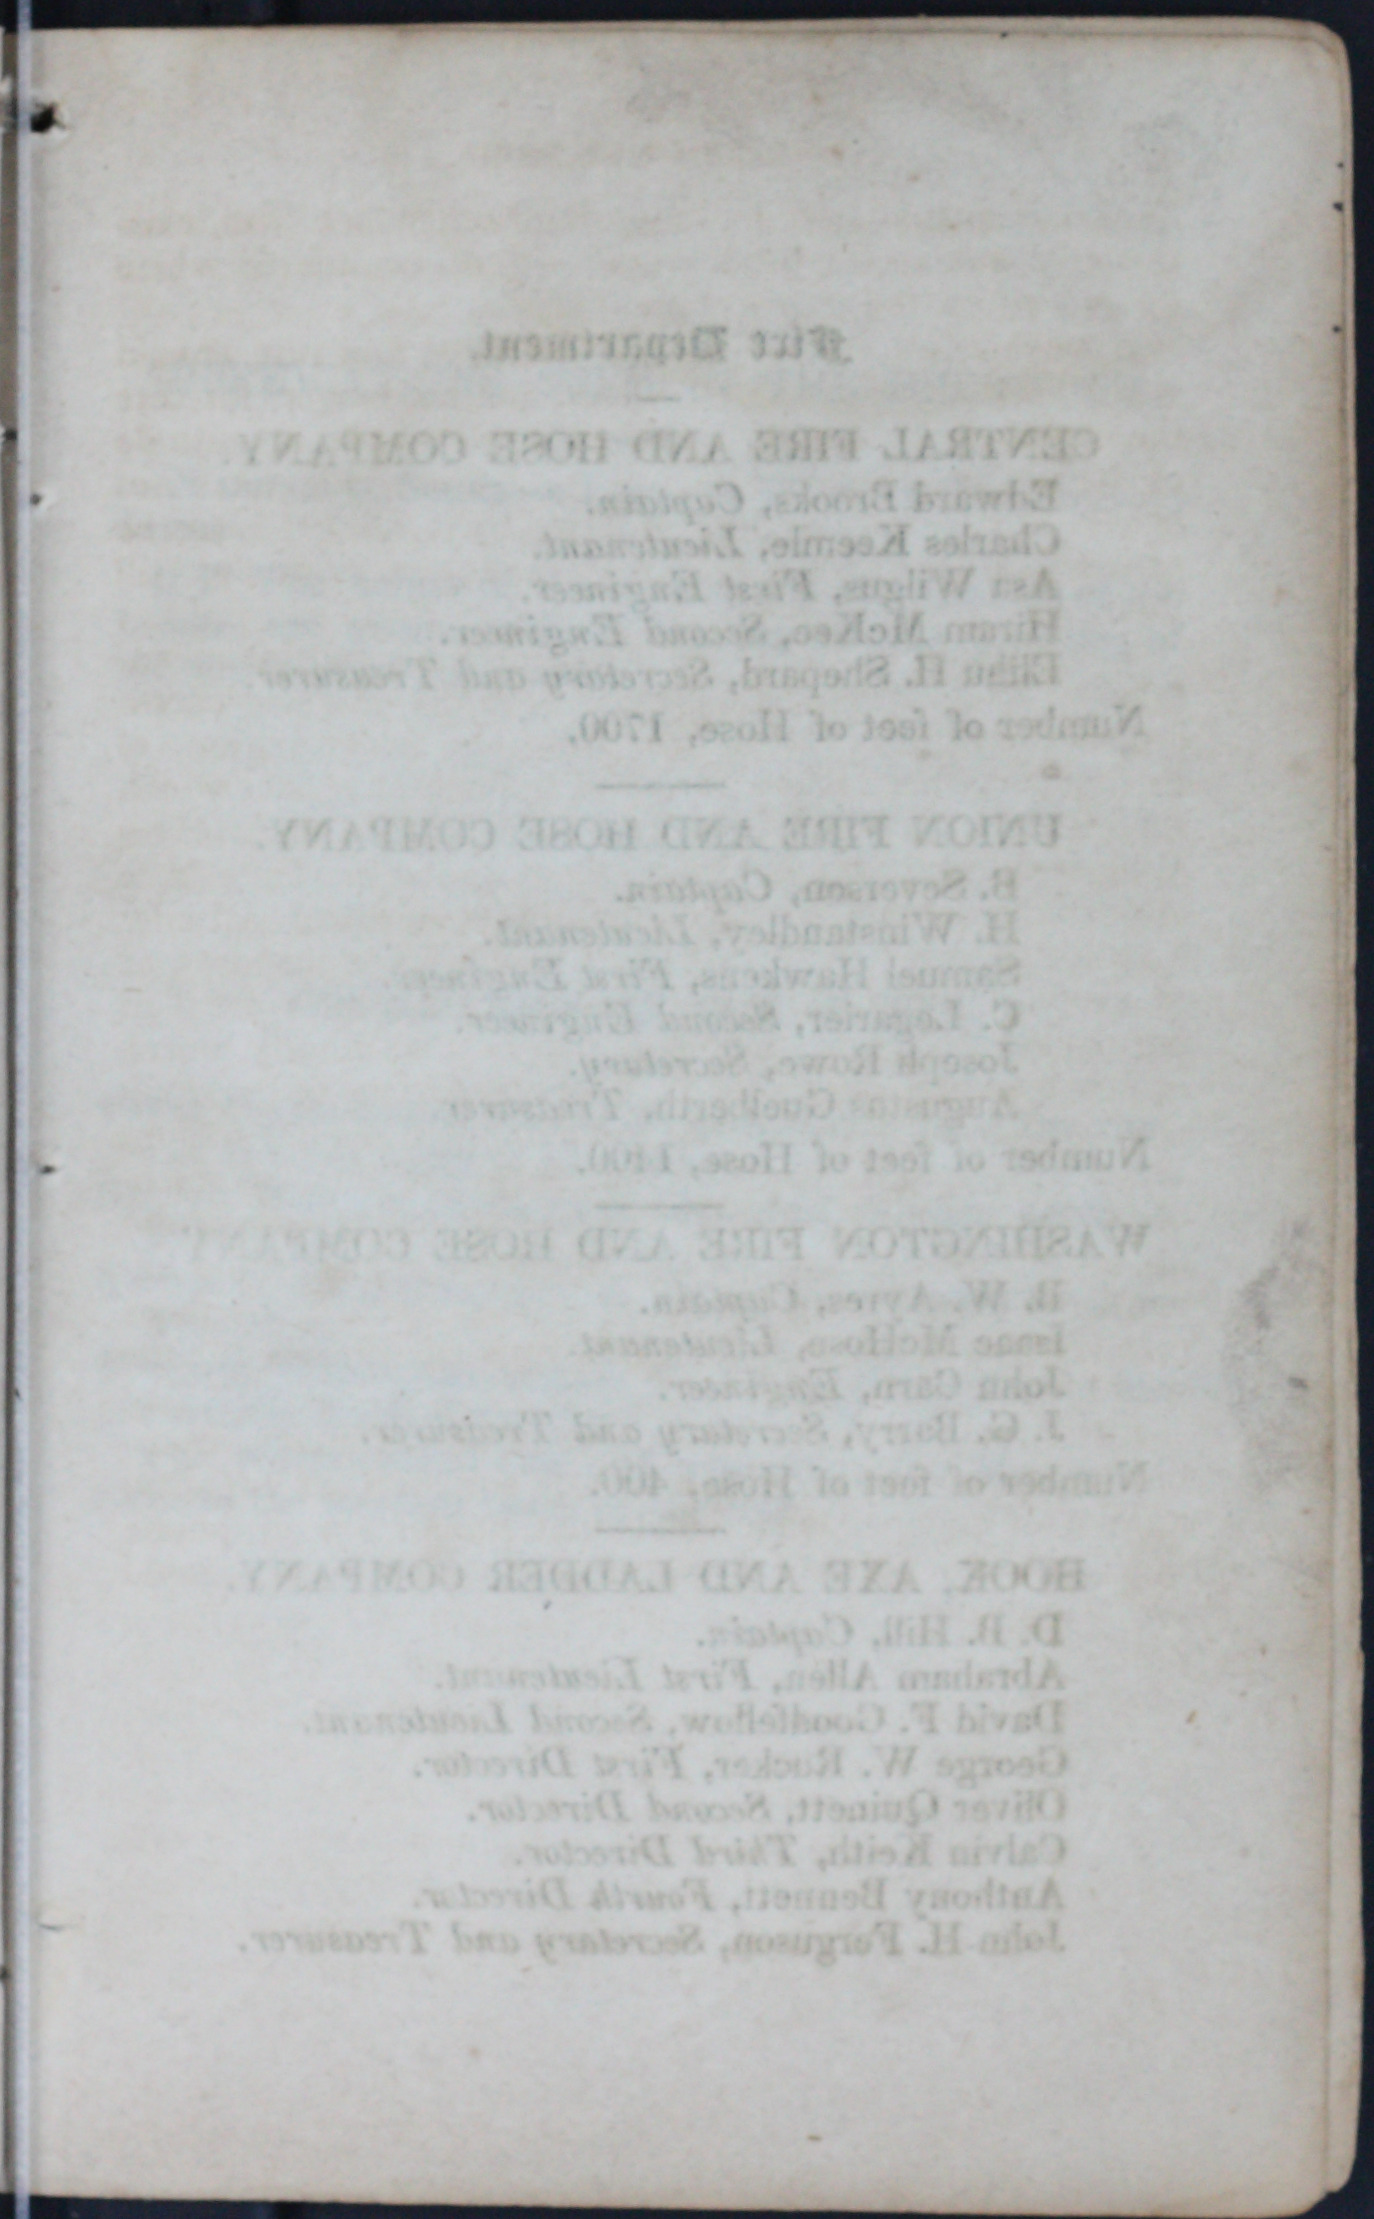 Fire Department.
CENTRAL FIRE AND HOSE COMPANY.
Edward Brooks, Captain.
Charles Keemle, Lieutenant.
Asa Wilgus, First Engineer.
Hiram McKee, Second Engineer.
Elihu H. Shepard, Secretary and Treasurer.
Number of feet of Hose, 1700.
UNION FIRE AND HOSE COMPANY.
B. Severson, Captain.
H. Winstandley, Lieutenant.
Samuel Hawkens, First Engineer.
C. Legarier, Second Engineer.
Joseph Rowe, Secretary.
Augustus Guelberth, Treasurer.
Number of feet of Hose,
WASHINGTON FIRE AND HOSE COMPANY.
B. W. Ayres, Captain.
Isaac McHose, Lieutenant.
John Garn, Engineer.
J. G. Barry, Secretary and Treasurer.
Number of feet of Hose, 400.
HOOK, AXE AND LADDER COMPANY.
D. B. Hill, Captain.
Abraham Allen, First Lieutenant.
David F. Goodfellow, Second Lieutenant.
George W. Rucker, First Director.
Oliver Quinett, Second Director.
Calvin Keith, Third Director.
Anthony Bennett, Fourth Director.
John H. Ferguson, Secretary and Treasurer.